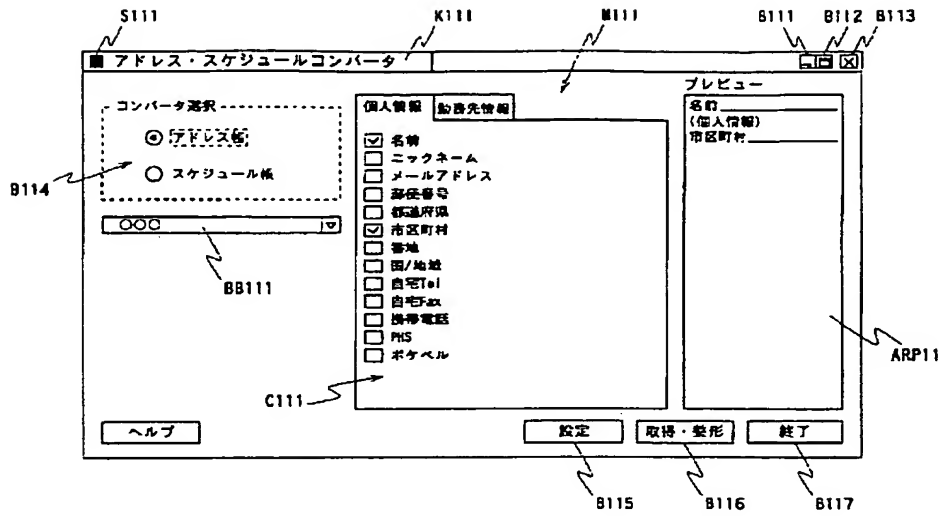 S111 K111 M111 B111 B112 B113
アドレス・スケジュールコンバータ
プレビュー
コンバータ選択
アドレス帳
スケジュール帳
B114
○○○
BB111
個人情報 勤務先情報
名前
ニックネーム
メールアドレス
郵便番号
都道府県
市区町村
番地
国/地域
自宅Tel
自宅Fax
携帯電話
PHS
ポケベル
C111
名前
(個人情報)
市区町村
ARP11
ヘルプ 設定 取得・整形 終了
B115 B116 B117